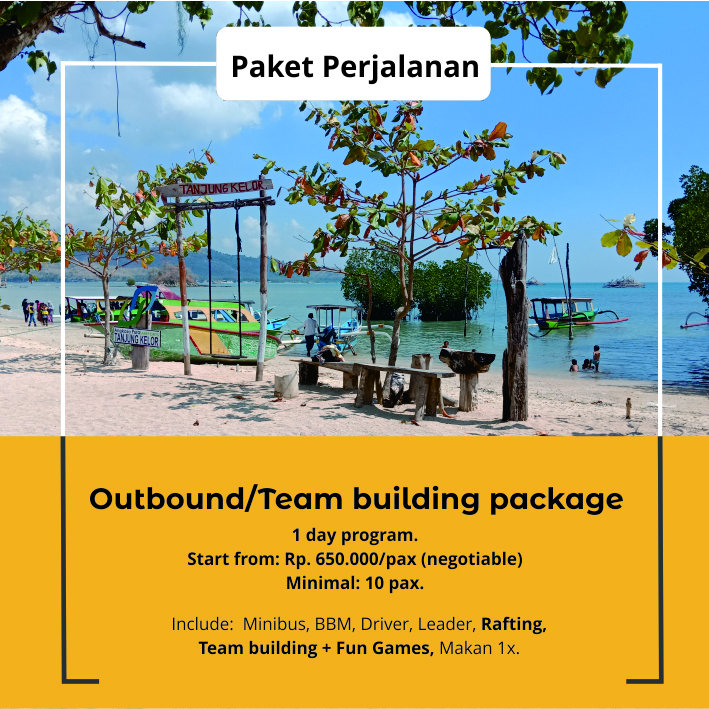 Paket Perjalanan
TANJUNG KELOR
TANJUNG KELOR
Outbound/Team building package
1 day program.
Start from: Rp. 650.000/pax (negotiable)
Minimal: 10 pax.
Include:  Minibus, BBM, Driver, Leader, Rafting,
Team building + Fun Games, Makan 1x.